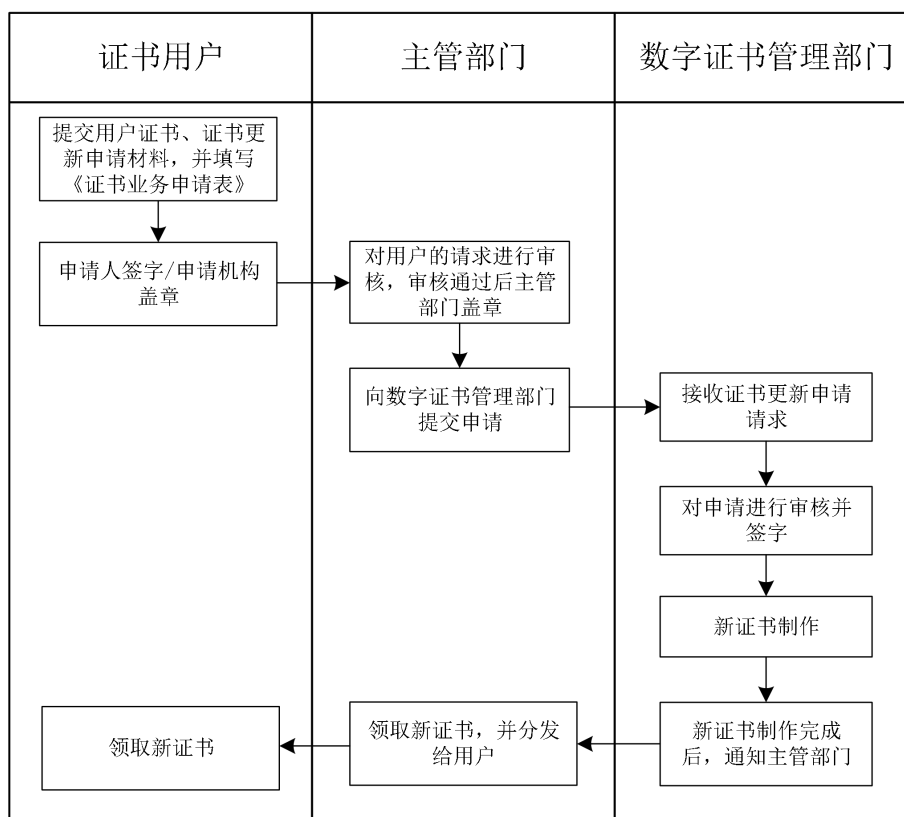 证书用户
主管部门
数字证书管理部门
提交用户证书、证书更
新申请材料，并填写
《证书业务申请表》
申请人签字/申请机构
盖章
对用户的请求进行审
核，审核通过后主管
部门盖章
向数字证书管理部门
提交申请
接收证书更新申请
请求
对申请进行审核并
签字
新证书制作
新证书制作完成
后，通知主管部门
领取新证书，并分发
给用户
领取新证书